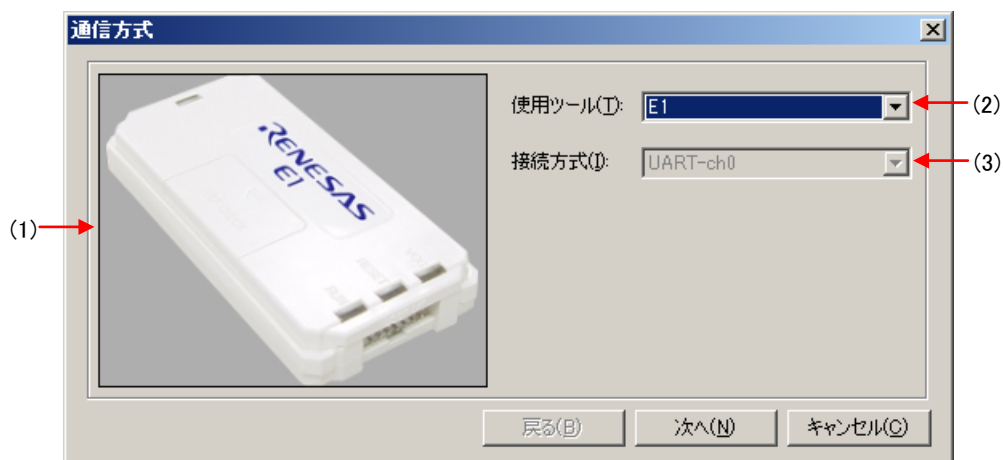 通信方式
使用ツール(T):
E1
(2)
RENESAS
E1
接続方式(I):
UART-ch0
(3)
(1)
戻る(B)
次へ(N)
キャンセル(C)